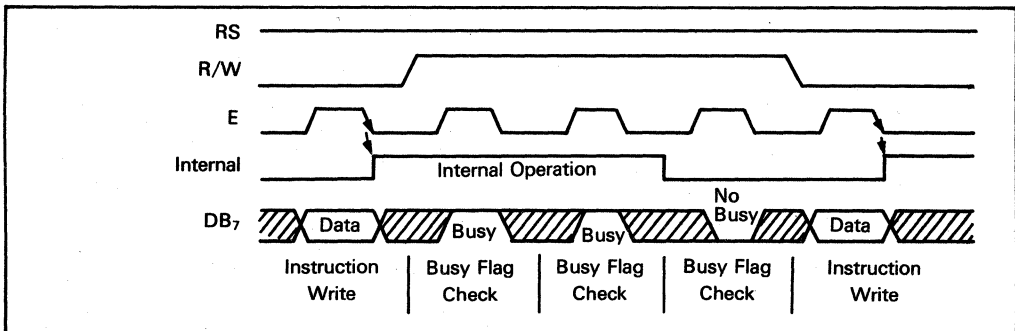 RS
R/W
E
Internal
Internal Operation
DB7
Data
Busy
Busy
No
Busy
Data
Instruction
Write
Busy Flag
Check
Busy Flag
Check
Busy Flag
Check
Instruction
Write